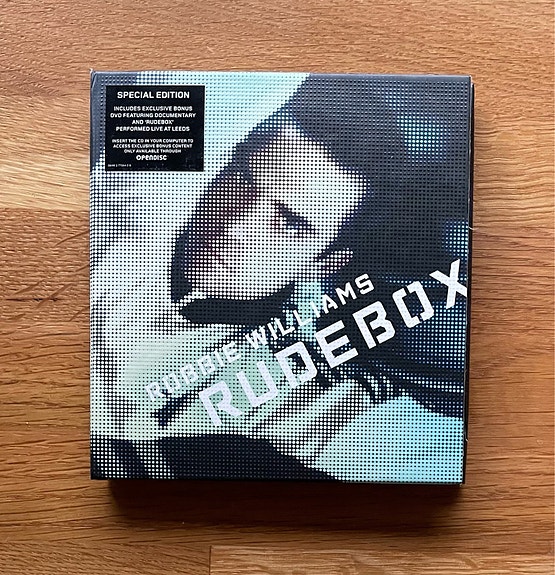 SPECIAL EDITION
INCLUDES EXCLUSIVE BONUS
DVD FEATURING DOCUMENTARY
AND 'RUDEBOX'
PERFORMED LIVE AT LEEDS
INSERT THE CD IN YOUR COMPUTER TO
ACCESS EXCLUSIVE BONUS CONTENT
ONLY AVAILABLE THROUGH
OPENDISC
ROBBIE WILLIAMS
RUDEBOX